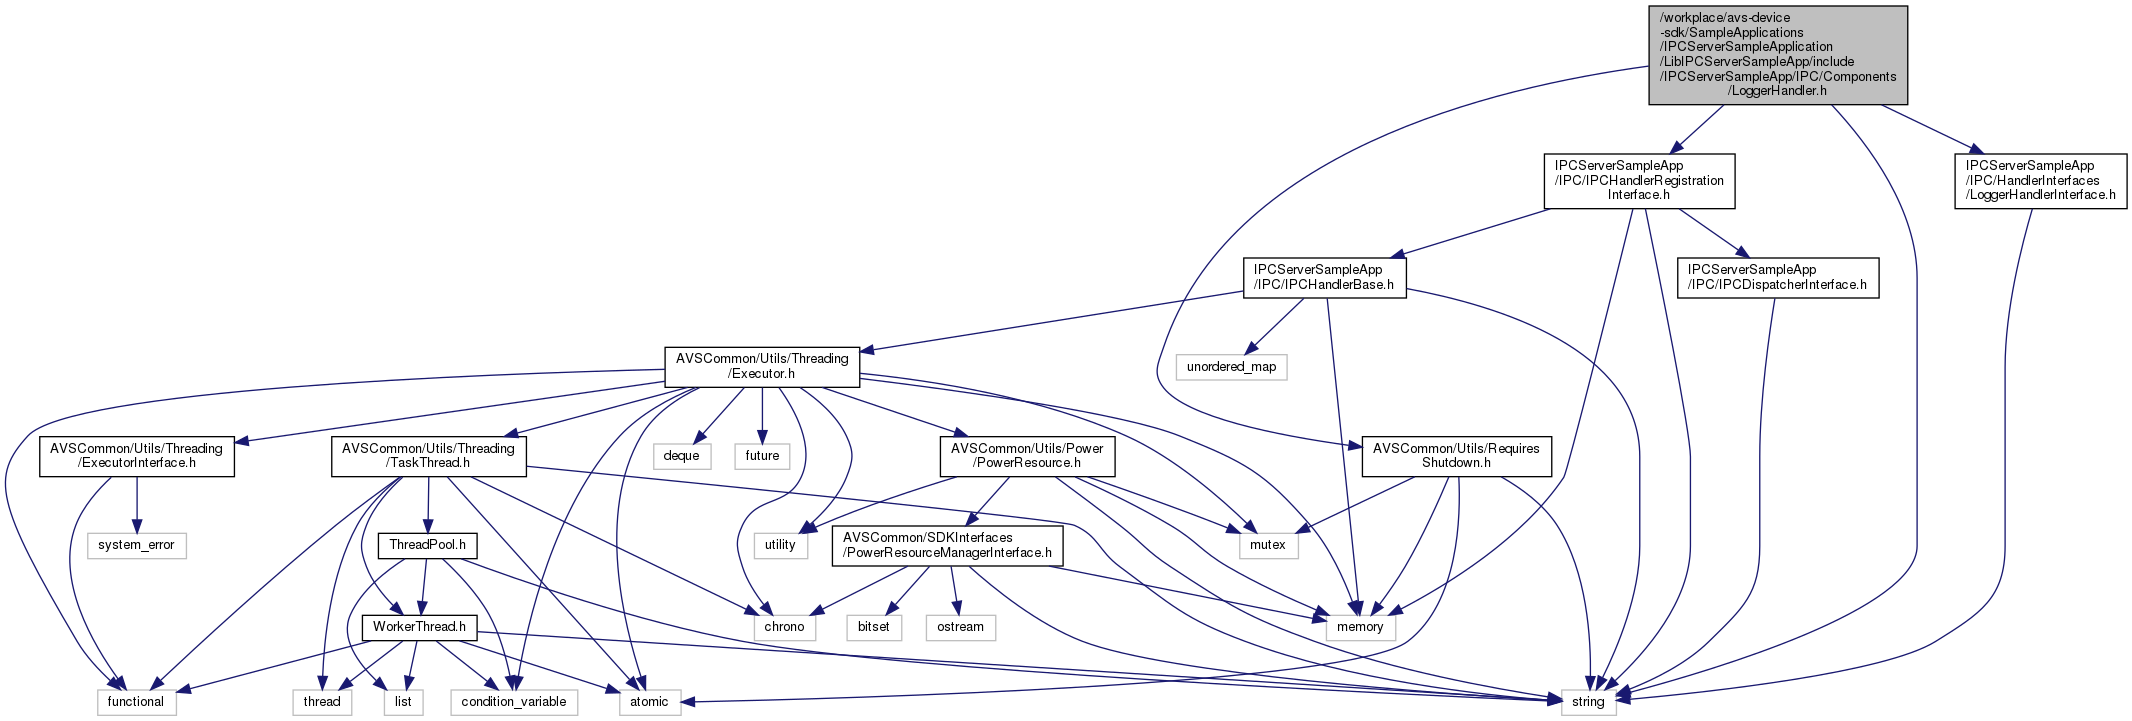 /workplace/avs-device
-sdk/SampleApplications
/IPCServerSampleApplication
/LibIPCServerSampleApp/include
/IPCServerSampleApp/IPC/Components
/LoggerHandler.h
IPCServerSampleApp
/IPC/IPCHandlerRegistration
Interface.h
IPCServerSampleApp
/IPC/HandlerInterfaces
/LoggerHandlerInterface.h
IPCServerSampleApp
/IPC/IPCHandlerBase.h
IPCServerSampleApp
/IPC/IPCDispatcherInterface.h
AVSCommon/Utils/Threading
/Executor.h
unordered_map
AVSCommon/Utils/Threading
/ExecutorInterface.h
AVSCommon/Utils/Threading
/TaskThread.h
deque
future
AVSCommon/Utils/Power
/PowerResource.h
AVSCommon/Utils/Requires
Shutdown.h
system_error
ThreadPool.h
utility
AVSCommon/SDKInterfaces
/PowerResourceManagerInterface.h
mutex
WorkerThread.h
chrono
bitset
ostream
memory
functional
thread
list
condition_variable
atomic
string